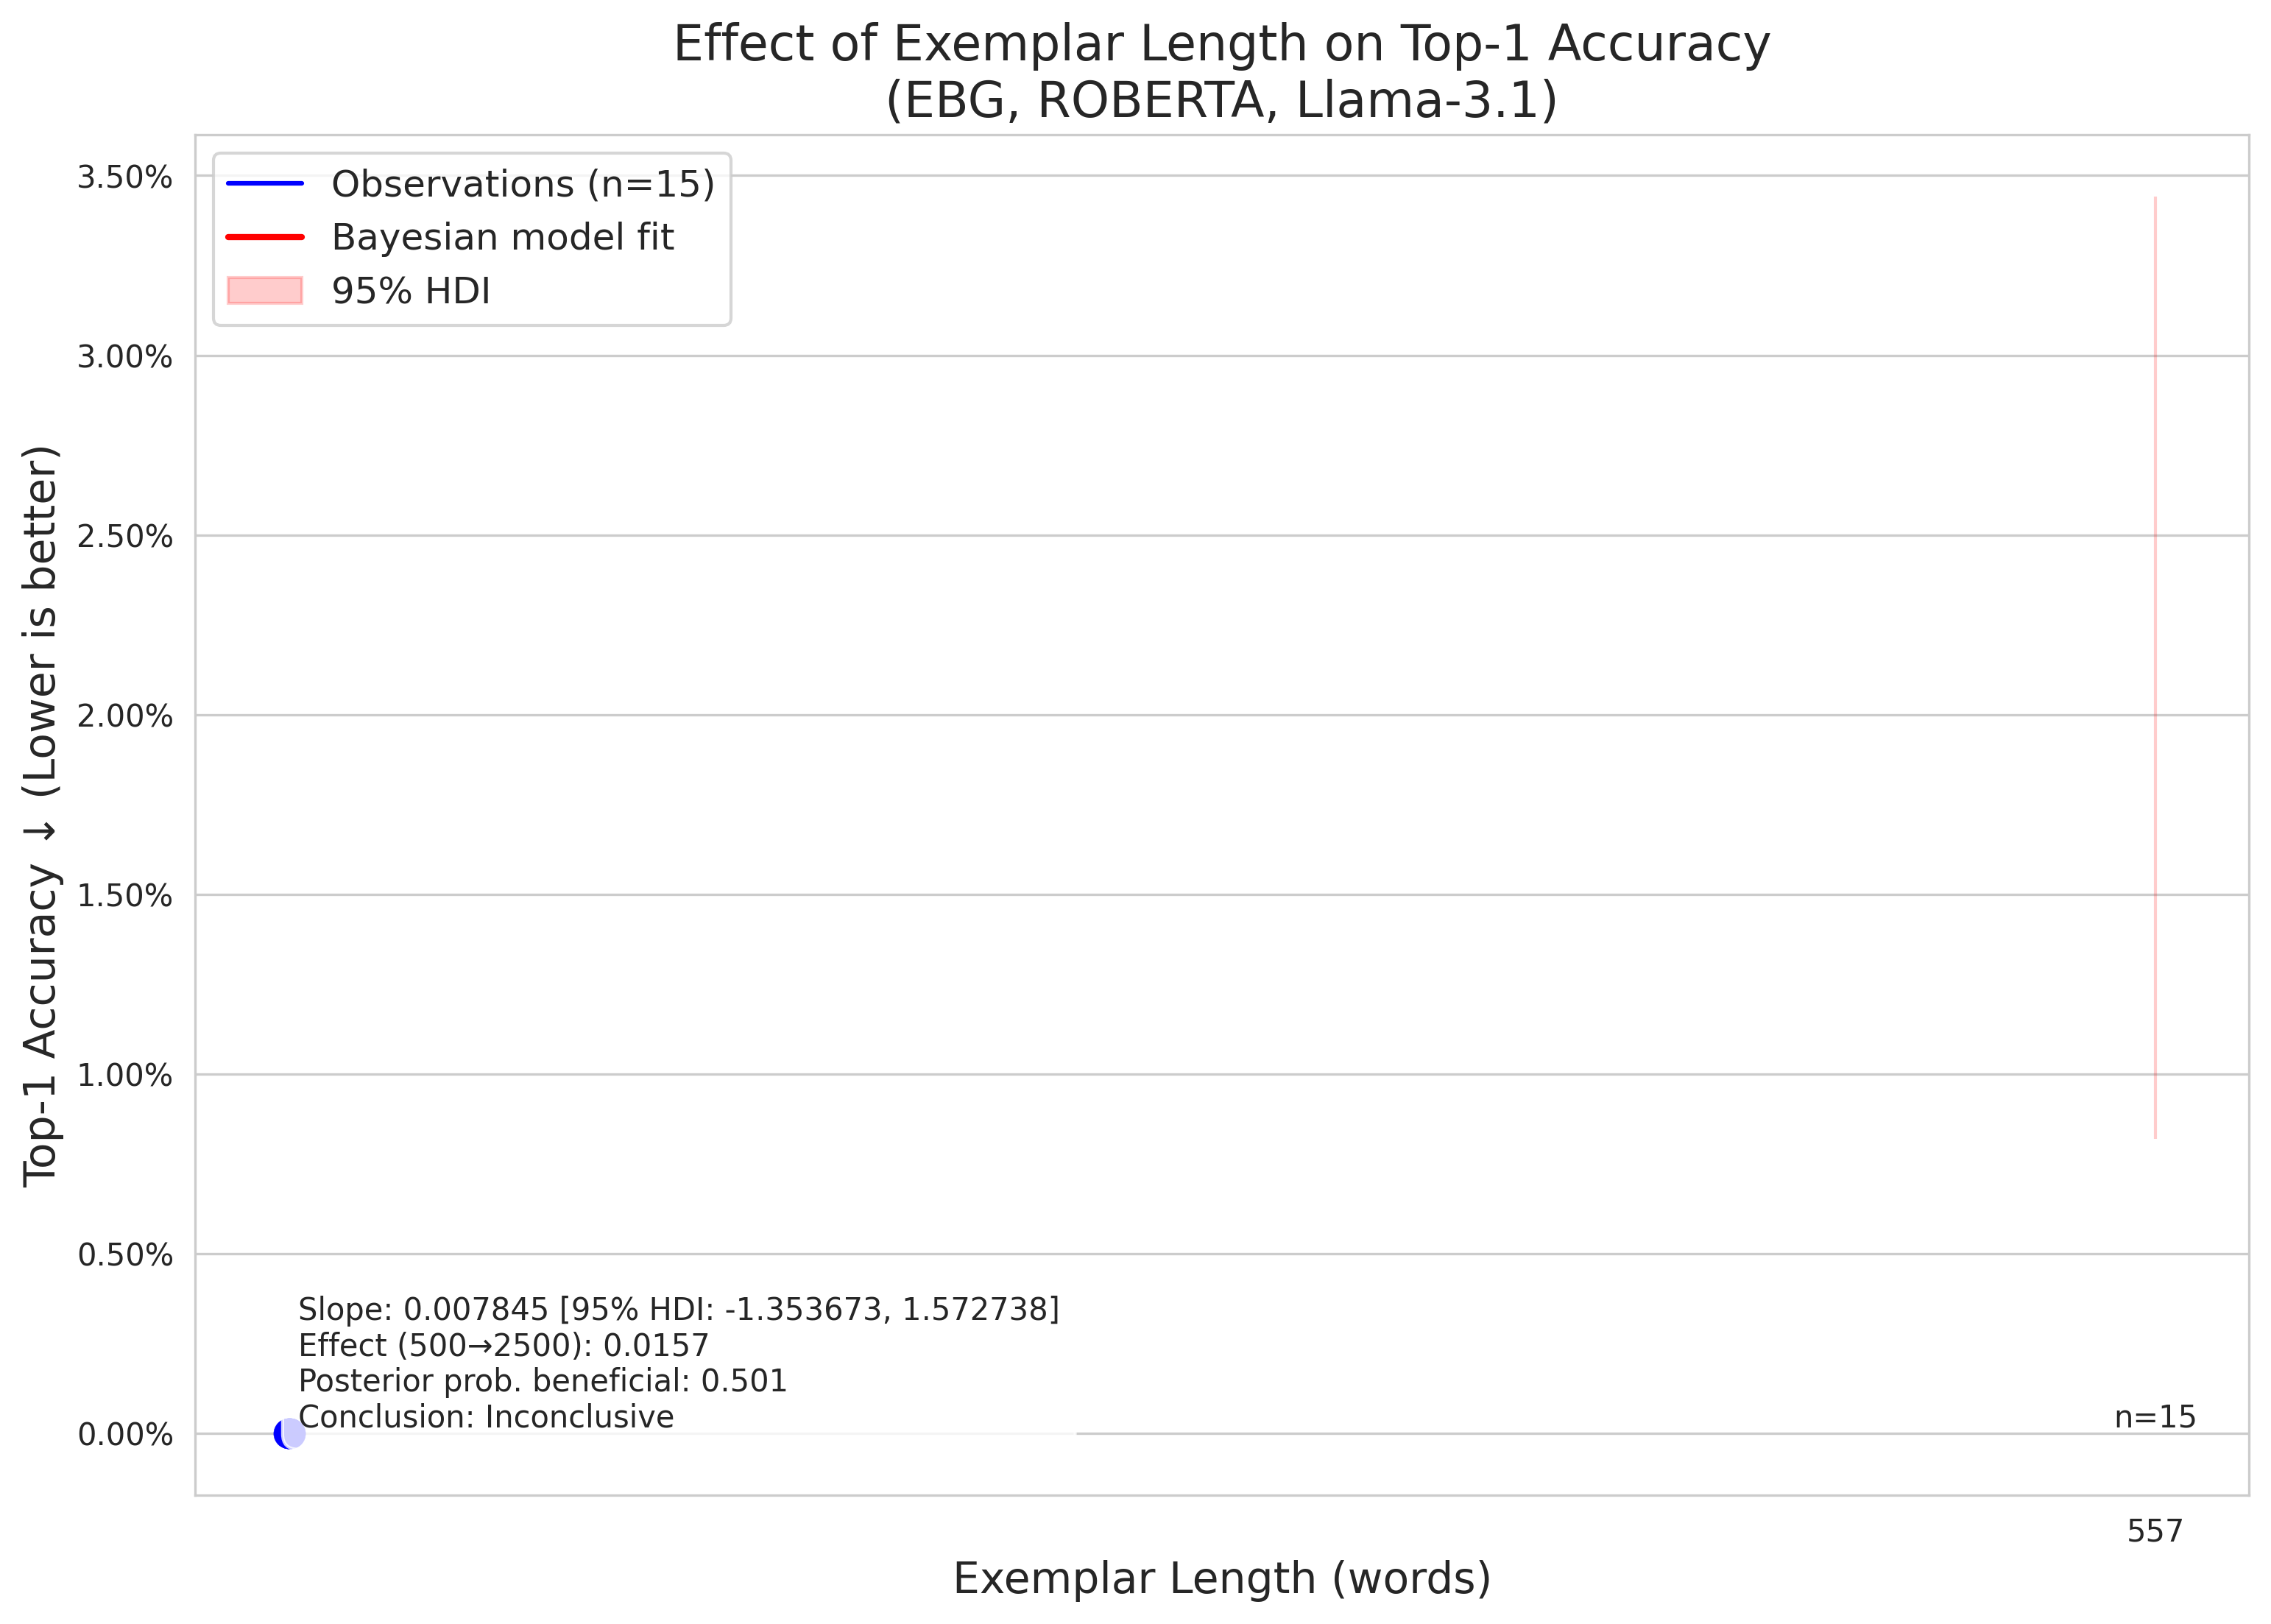 Effect of Exemplar Length on Top-1 Accuracy
(EBG, ROBERTA, Llama-3.1)
Observations (n=15)
Bayesian model fit
95% HDI
Top-1 Accuracy ↓ (Lower is better)
3.50%
3.00%
2.50%
2.00%
1.50%
1.00%
0.50%
0.00%
Slope: 0.007845 [95% HDI: -1.353673, 1.572738]
Effect (500→2500): 0.0157
Posterior prob. beneficial: 0.501
Conclusion: Inconclusive
n=15
557
Exemplar Length (words)